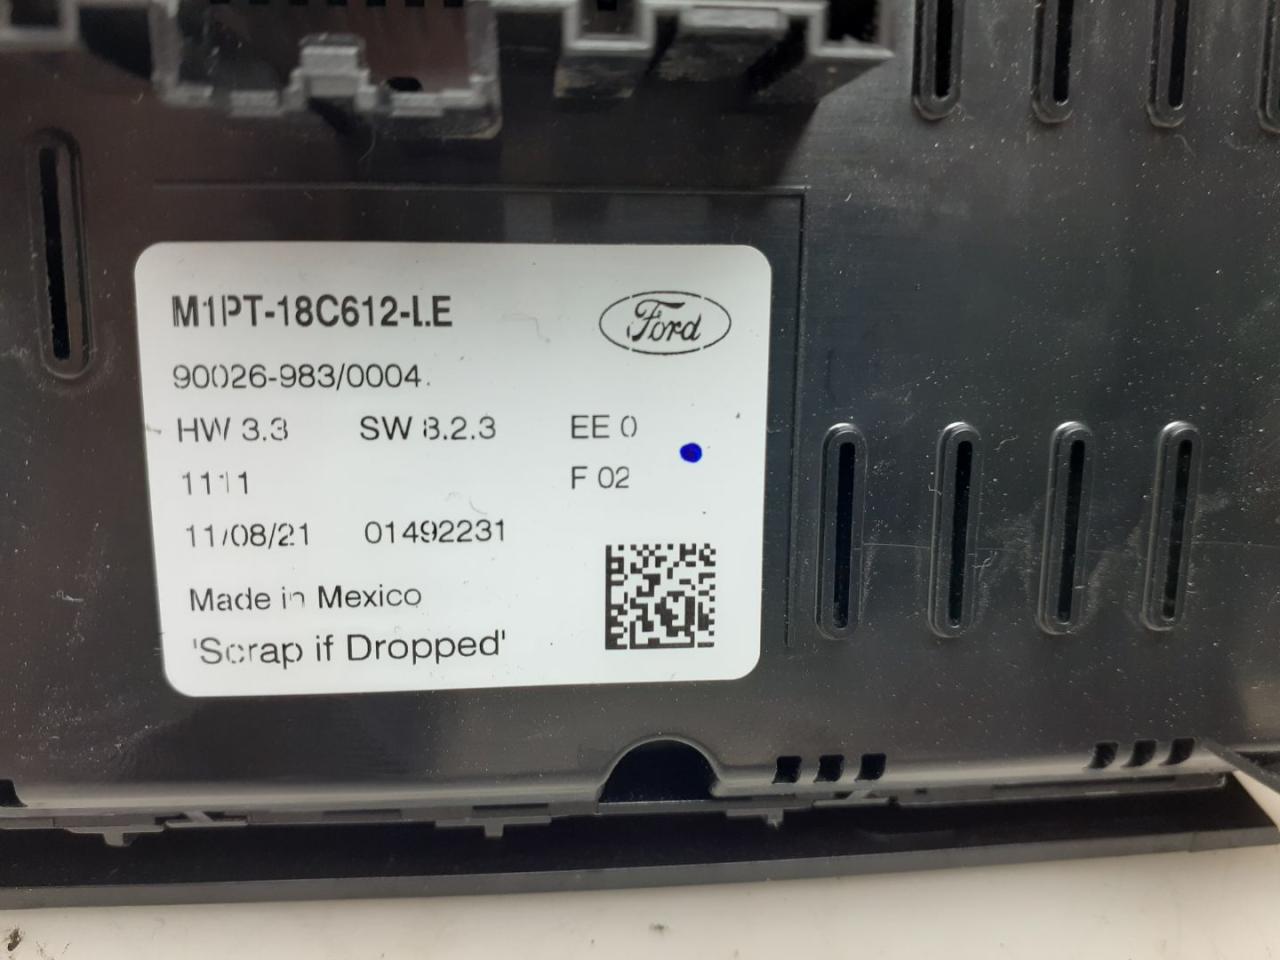 M1PT-18C612-LE
Ford
90026-983/0004.
HW 3.3 SW 8.2.3 EE 0
1111 F 02
11/08/21 01492231
Made in Mexico
'Scrap if Dropped'